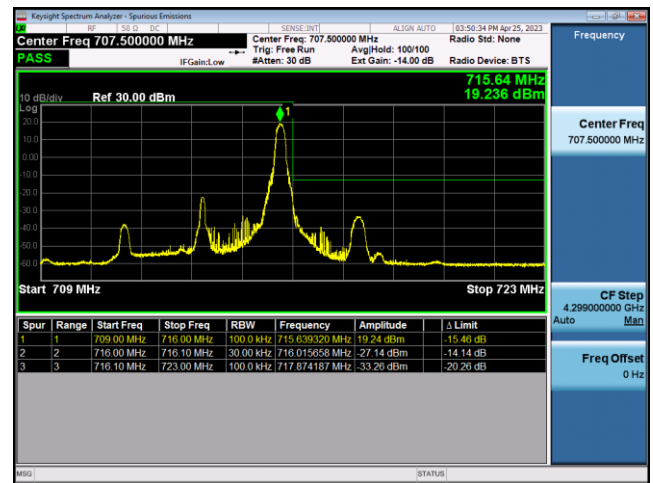 Keysight Spectrum Analyzer - Spurious Emissions
RF 50 Ω DC SENSE:INT ALIGN AUTO 03:50:34 PM Apr 25, 2023
Center Freq 707.500000 MHz
Center Freq: 707.500000 MHz
Radio Std: None
Trig: Free Run Avg|Hold: 100/100
PASS
IFGain:Low #Atten: 30 dB Ext Gain: -14.00 dB Radio Device: BTS
715.64 MHz
19.236 dBm
10 dB/div Ref 30.00 dBm
Log
1
20.0
10.0
0.00
-10.0
-20.0
-30.0
-40.0
-50.0
-60.0
Start 709 MHz Stop 723 MHz
Spur Range Start Freq Stop Freq RBW Frequency Amplitude Δ Limit
1 1 709.00 MHz 716.00 MHz 100.0 kHz 715.639320 MHz 19.24 dBm -15.46 dB
2 2 716.00 MHz 716.10 MHz 30.00 kHz 716.015658 MHz -27.14 dBm -14.14 dB
3 3 716.10 MHz 723.00 MHz 100.0 kHz 717.874187 MHz -33.26 dBm -20.26 dB
MSG STATUS
Frequency
Center Freq
707.500000 MHz
CF Step
4.299000000 GHz
Auto Man
Freq Offset
0 Hz